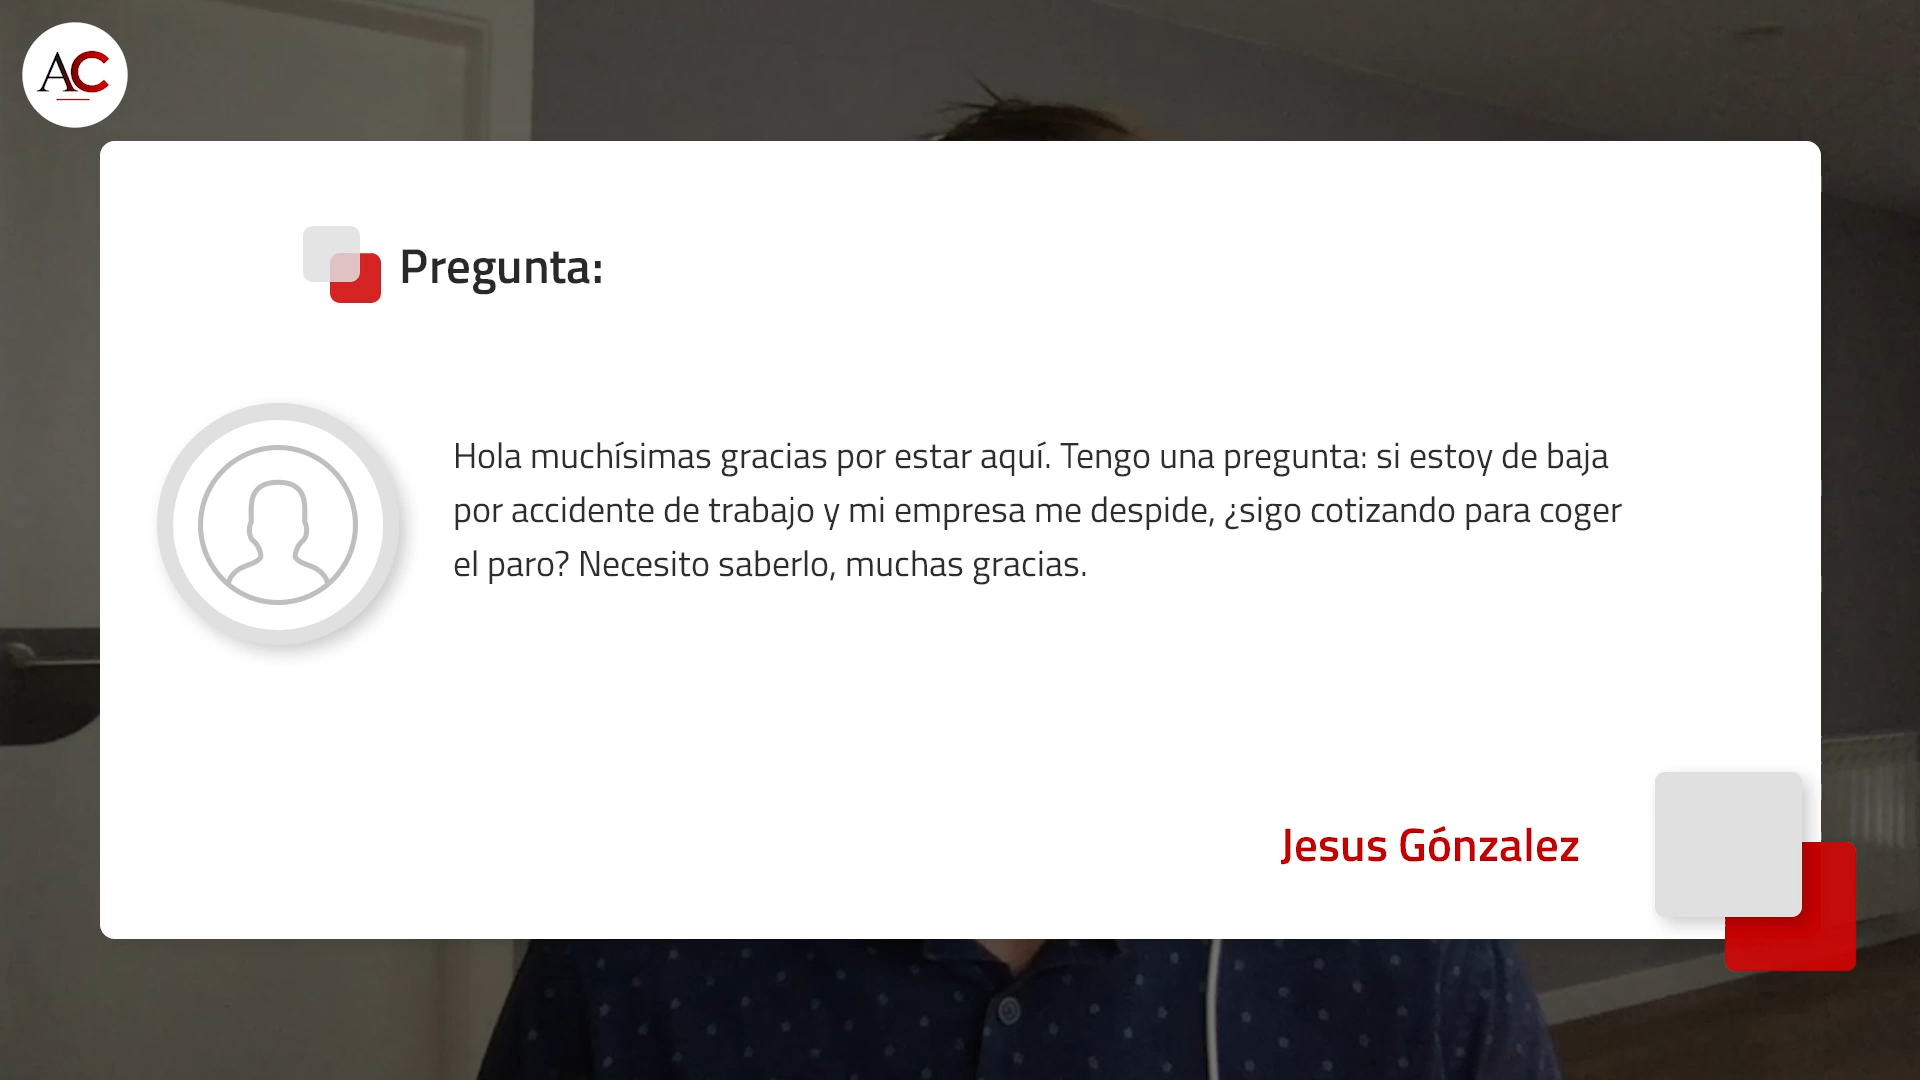 AC
Pregunta:
Hola muchísimas gracias por estar aquí. Tengo una pregunta: si estoy de baja
por accidente de trabajo y mi empresa me despide, ¿sigo cotizando para coger
el paro? Necesito saberlo, muchas gracias.
Jesus Gónzalez